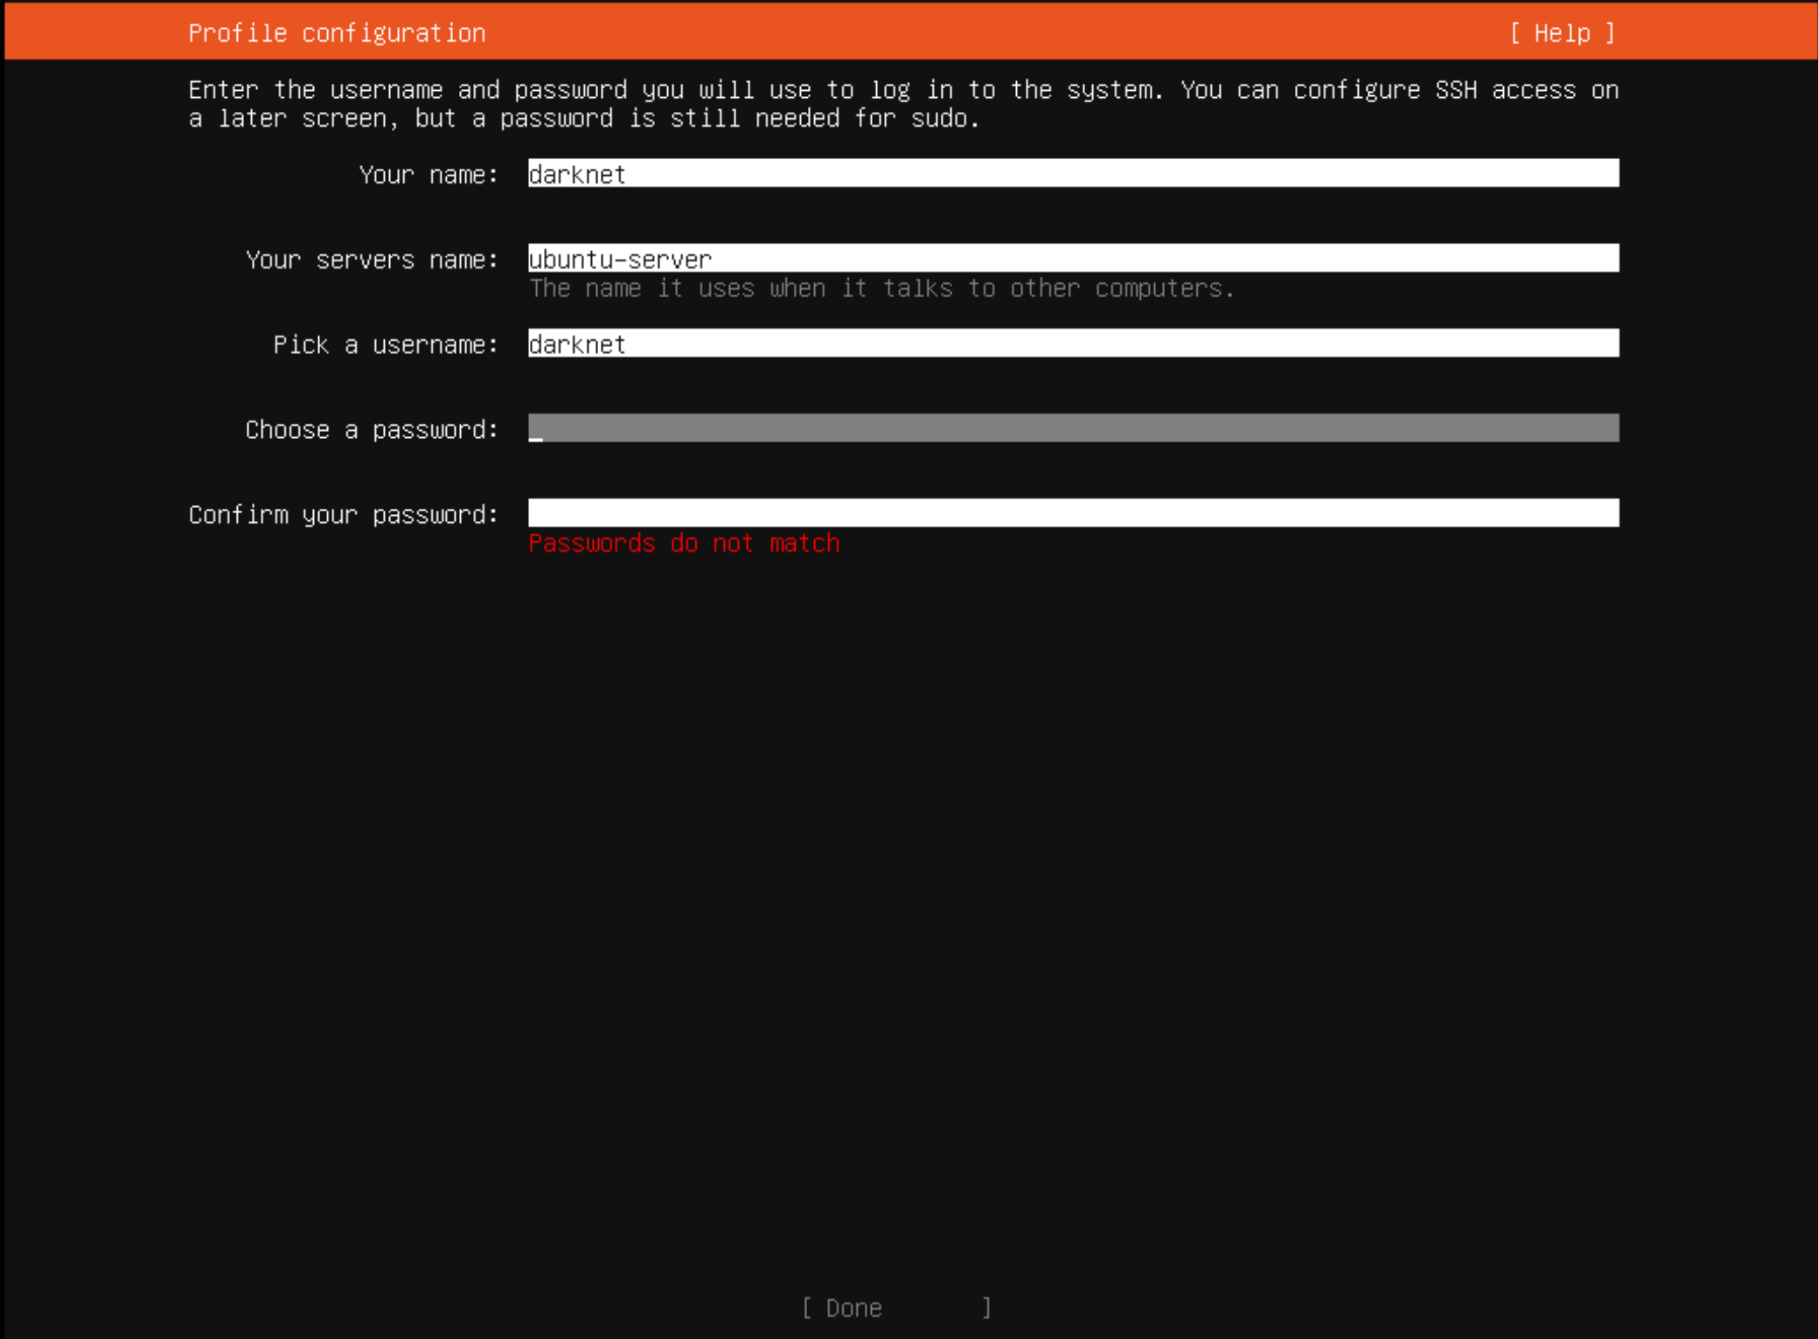 Profile configuration [ Help ]
Enter the username and password you will use to log in to the system. You can configure SSH access on
a later screen, but a password is still needed for sudo.
Your name: darknet
Your servers name: ubuntu-server
The name it uses when it talks to other computers.
Pick a username: darknet
Choose a password:
Confirm your password:
Passwords do not match
[ Done ]